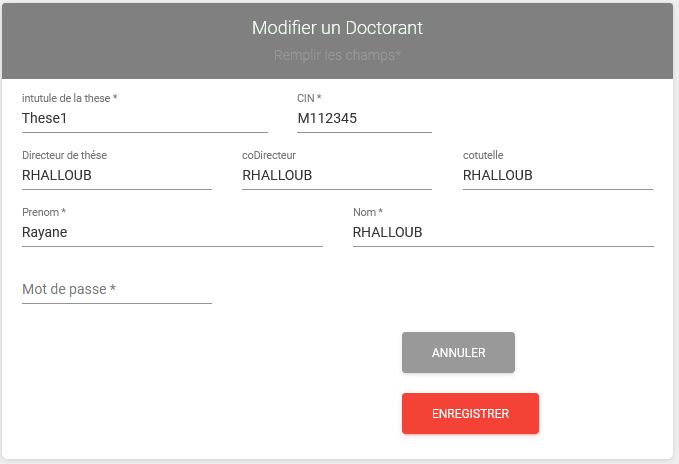 Modifier un Doctorant
Remplir les champs*
intutule de la these *
CIN *
These1
M112345
Directeur de thése
coDirecteur
cotutelle
RHALLOUB
RHALLOUB
RHALLOUB
Prenom *
Nom *
Rayane
RHALLOUB
Mot de passe *
ANNULER
ENREGISTRER